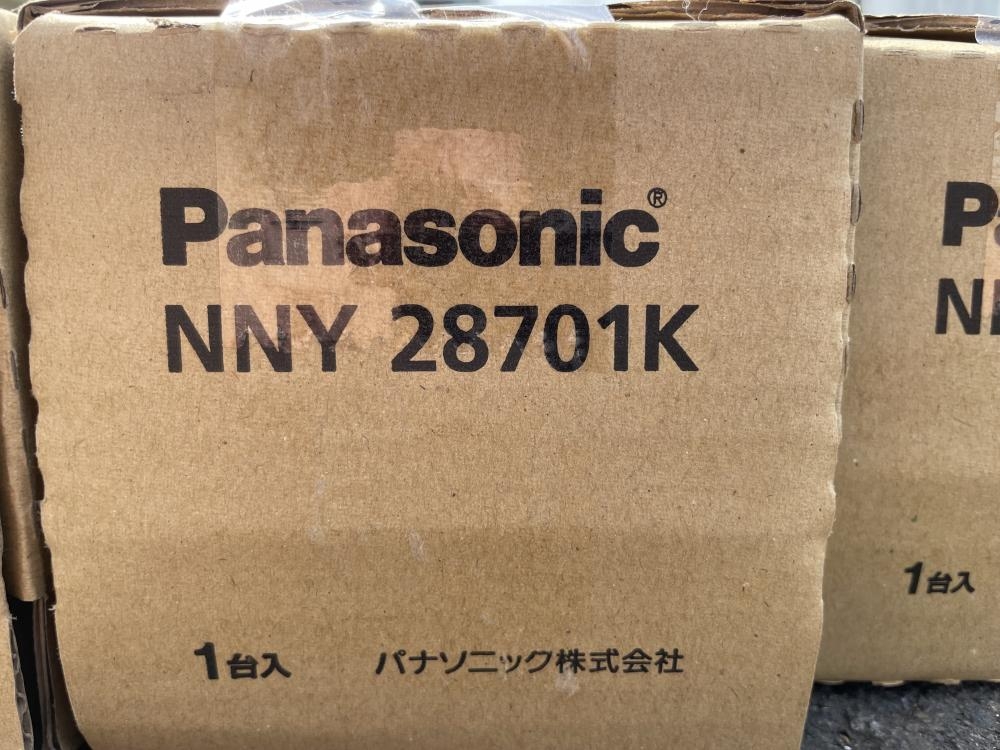 Panasonic®
NNY 28701K
1台入 パナソニック株式会社
1台入